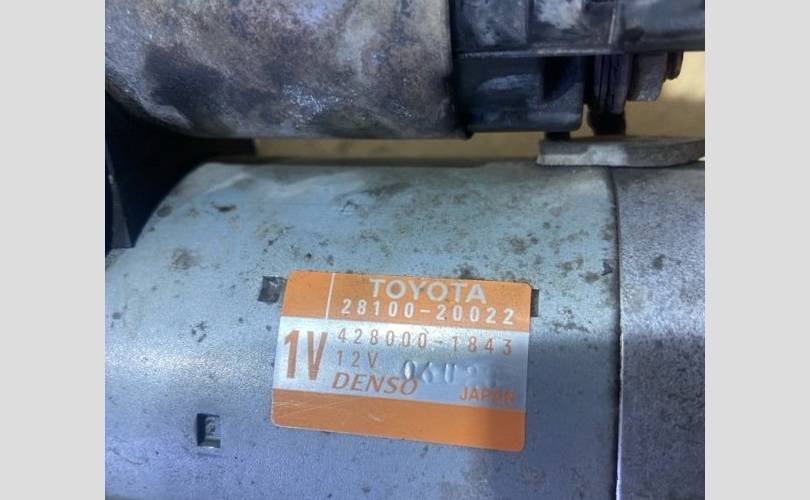 TOYOTA
28100-20022
1V
428000-1843
12V
DENSO
JAPAN